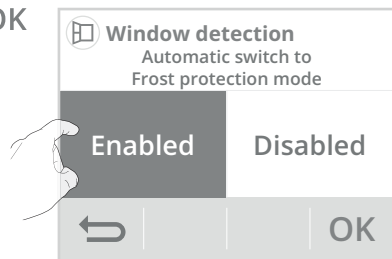 OK
Window detection
Automatic switch to
Frost protection mode
Enabled Disabled
OK